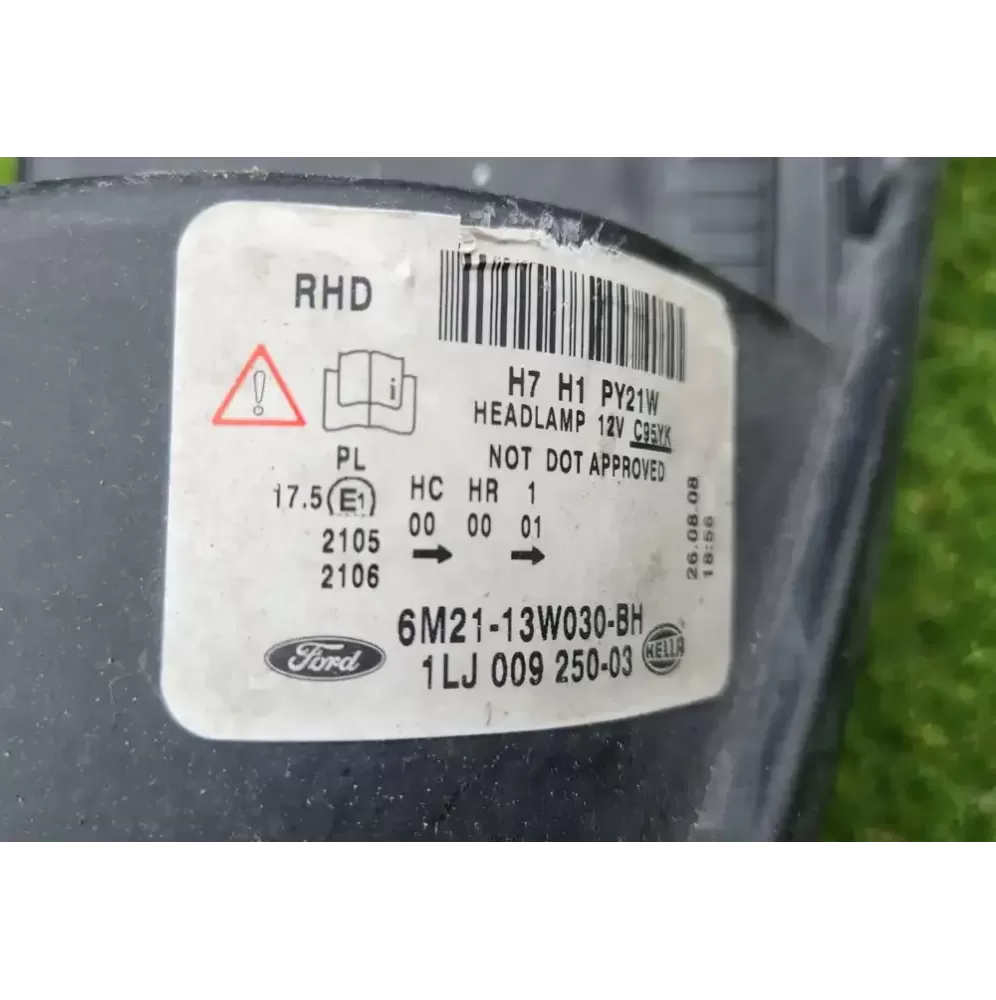 RHD
H7 H1 PY21W
HEADLAMP 12V C95YK
NOT DOT APPROVED
i
PL
17.5 E1 HC HR 1
2105 00 00 01
2106
26.08.08
18:56
6M21-13W030-BH
Ford
1LJ 009 250-03
HELLA